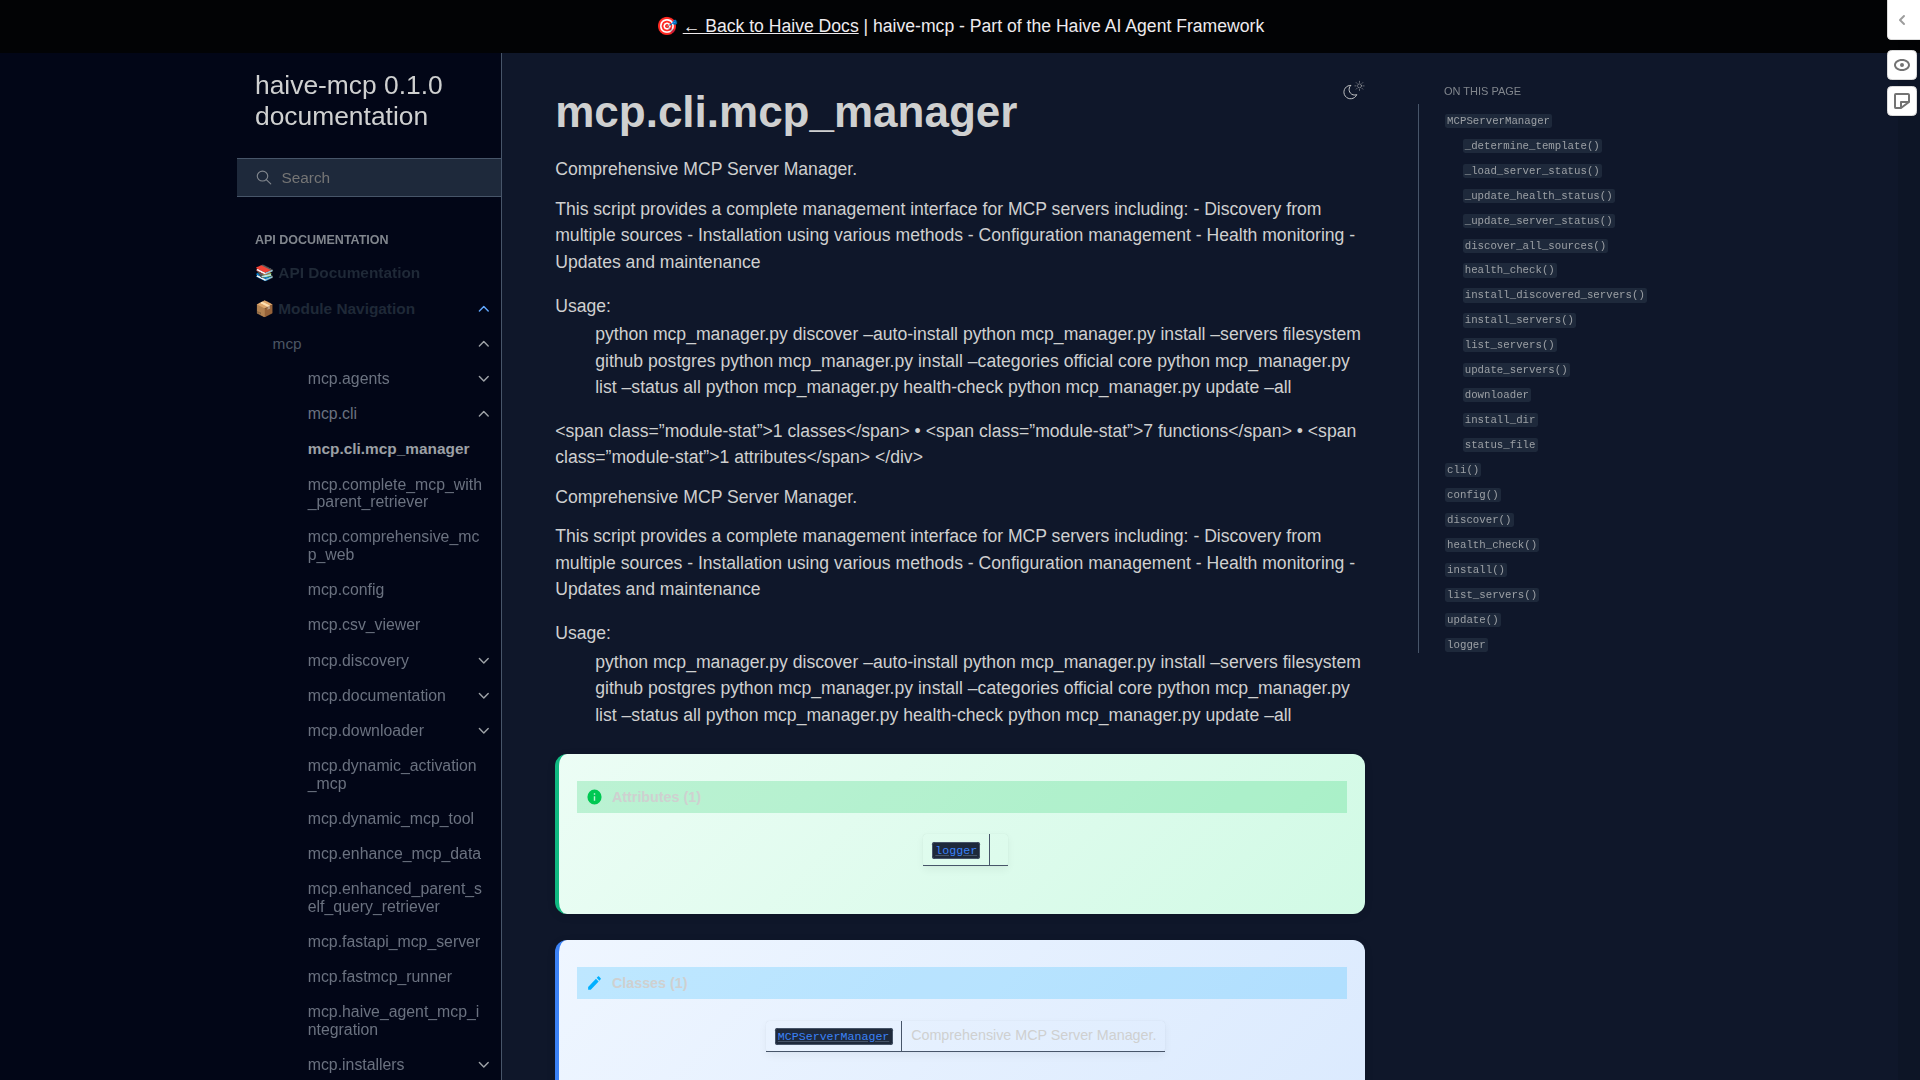 🎯 ← Back to Haive Docs | haive-mcp - Part of the Haive AI Agent Framework
haive-mcp 0.1.0
documentation
Search
API DOCUMENTATION
📚 API Documentation
📦 Module Navigation
mcp
mcp.agents
mcp.cli
mcp.cli.mcp_manager
mcp.complete_mcp_with
_parent_retriever
mcp.comprehensive_mc
p_web
mcp.config
mcp.csv_viewer
mcp.discovery
mcp.documentation
mcp.downloader
mcp.dynamic_activation
_mcp
mcp.dynamic_mcp_tool
mcp.enhance_mcp_data
mcp.enhanced_parent_s
elf_query_retriever
mcp.fastapi_mcp_server
mcp.fastmcp_runner
mcp.haive_agent_mcp_i
ntegration
mcp.installers
mcp.cli.mcp_manager
Comprehensive MCP Server Manager.
This script provides a complete management interface for MCP servers including: - Discovery from
multiple sources - Installation using various methods - Configuration management - Health monitoring -
Updates and maintenance
Usage:
python mcp_manager.py discover –auto-install python mcp_manager.py install –servers filesystem
github postgres python mcp_manager.py install –categories official core python mcp_manager.py
list –status all python mcp_manager.py health-check python mcp_manager.py update –all
<span class=”module-stat”>1 classes</span> • <span class=”module-stat”>7 functions</span> • <span
class=”module-stat”>1 attributes</span> </div>
Comprehensive MCP Server Manager.
This script provides a complete management interface for MCP servers including: - Discovery from
multiple sources - Installation using various methods - Configuration management - Health monitoring -
Updates and maintenance
Usage:
python mcp_manager.py discover –auto-install python mcp_manager.py install –servers filesystem
github postgres python mcp_manager.py install –categories official core python mcp_manager.py
list –status all python mcp_manager.py health-check python mcp_manager.py update –all
Attributes (1)
logger
Classes (1)
MCPServerManager
Comprehensive MCP Server Manager.
ON THIS PAGE
MCPServerManager
_determine_template()
_load_server_status()
_update_health_status()
_update_server_status()
discover_all_sources()
health_check()
install_discovered_servers()
install_servers()
list_servers()
update_servers()
downloader
install_dir
status_file
cli()
config()
discover()
health_check()
install()
list_servers()
update()
logger